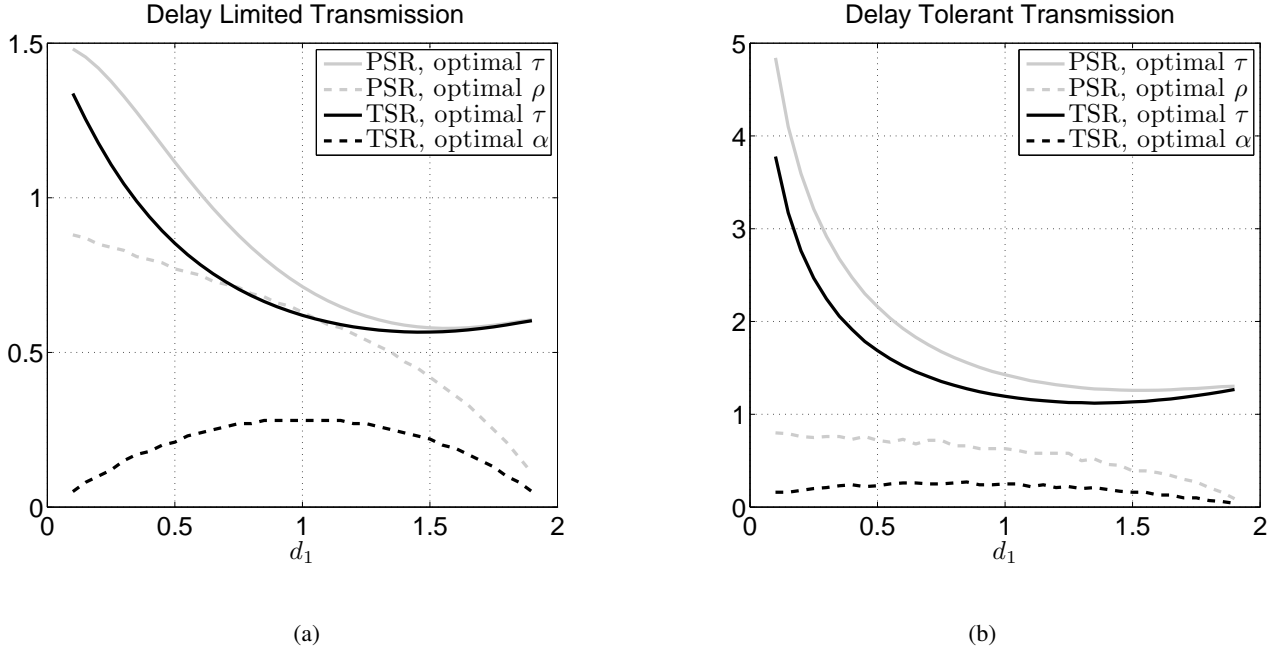 Delay Limited Transmission
1.5
1
0.5
0
0
0.5
1
1.5
2
d₁
PSR, optimal τ
PSR, optimal ρ
TSR, optimal τ
TSR, optimal α
(a)
Delay Tolerant Transmission
5
4
3
2
1
0
0
0.5
1
1.5
2
d₁
PSR, optimal τ
PSR, optimal ρ
TSR, optimal τ
TSR, optimal α
(b)